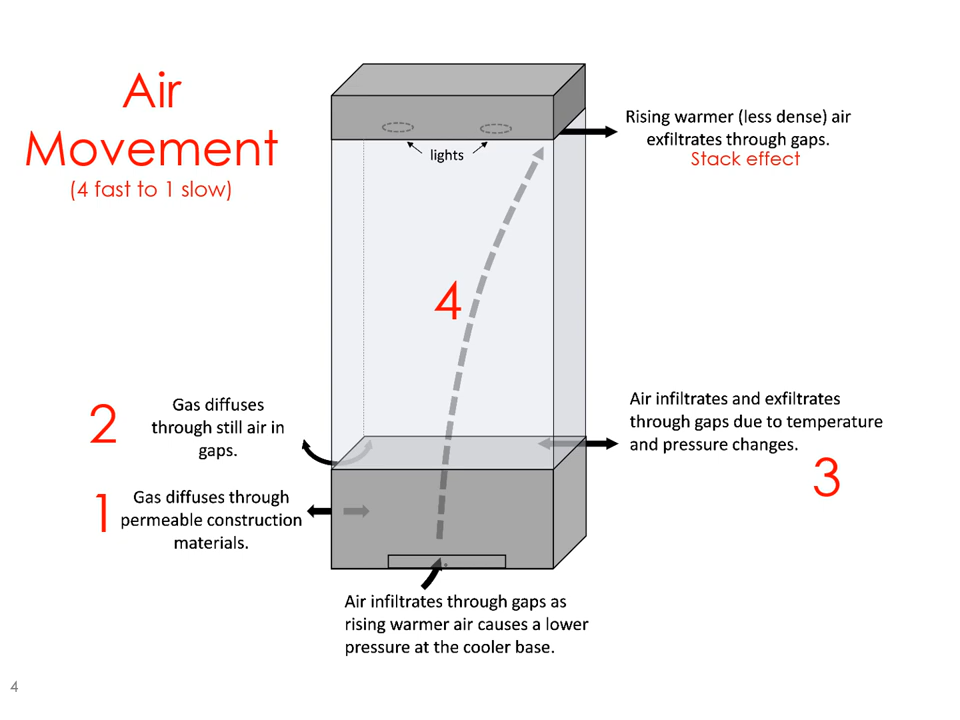 Air
Movement
(4 fast to 1 slow)
lights
Rising warmer (less dense) air
exfiltrates through gaps.
Stack effect
4
2
Gas diffuses
through still air in
gaps.
Air infiltrates and exfiltrates
through gaps due to temperature
and pressure changes.
3
1
Gas diffuses through
permeable construction
materials.
Air infiltrates through gaps as
rising warmer air causes a lower
pressure at the cooler base.
4